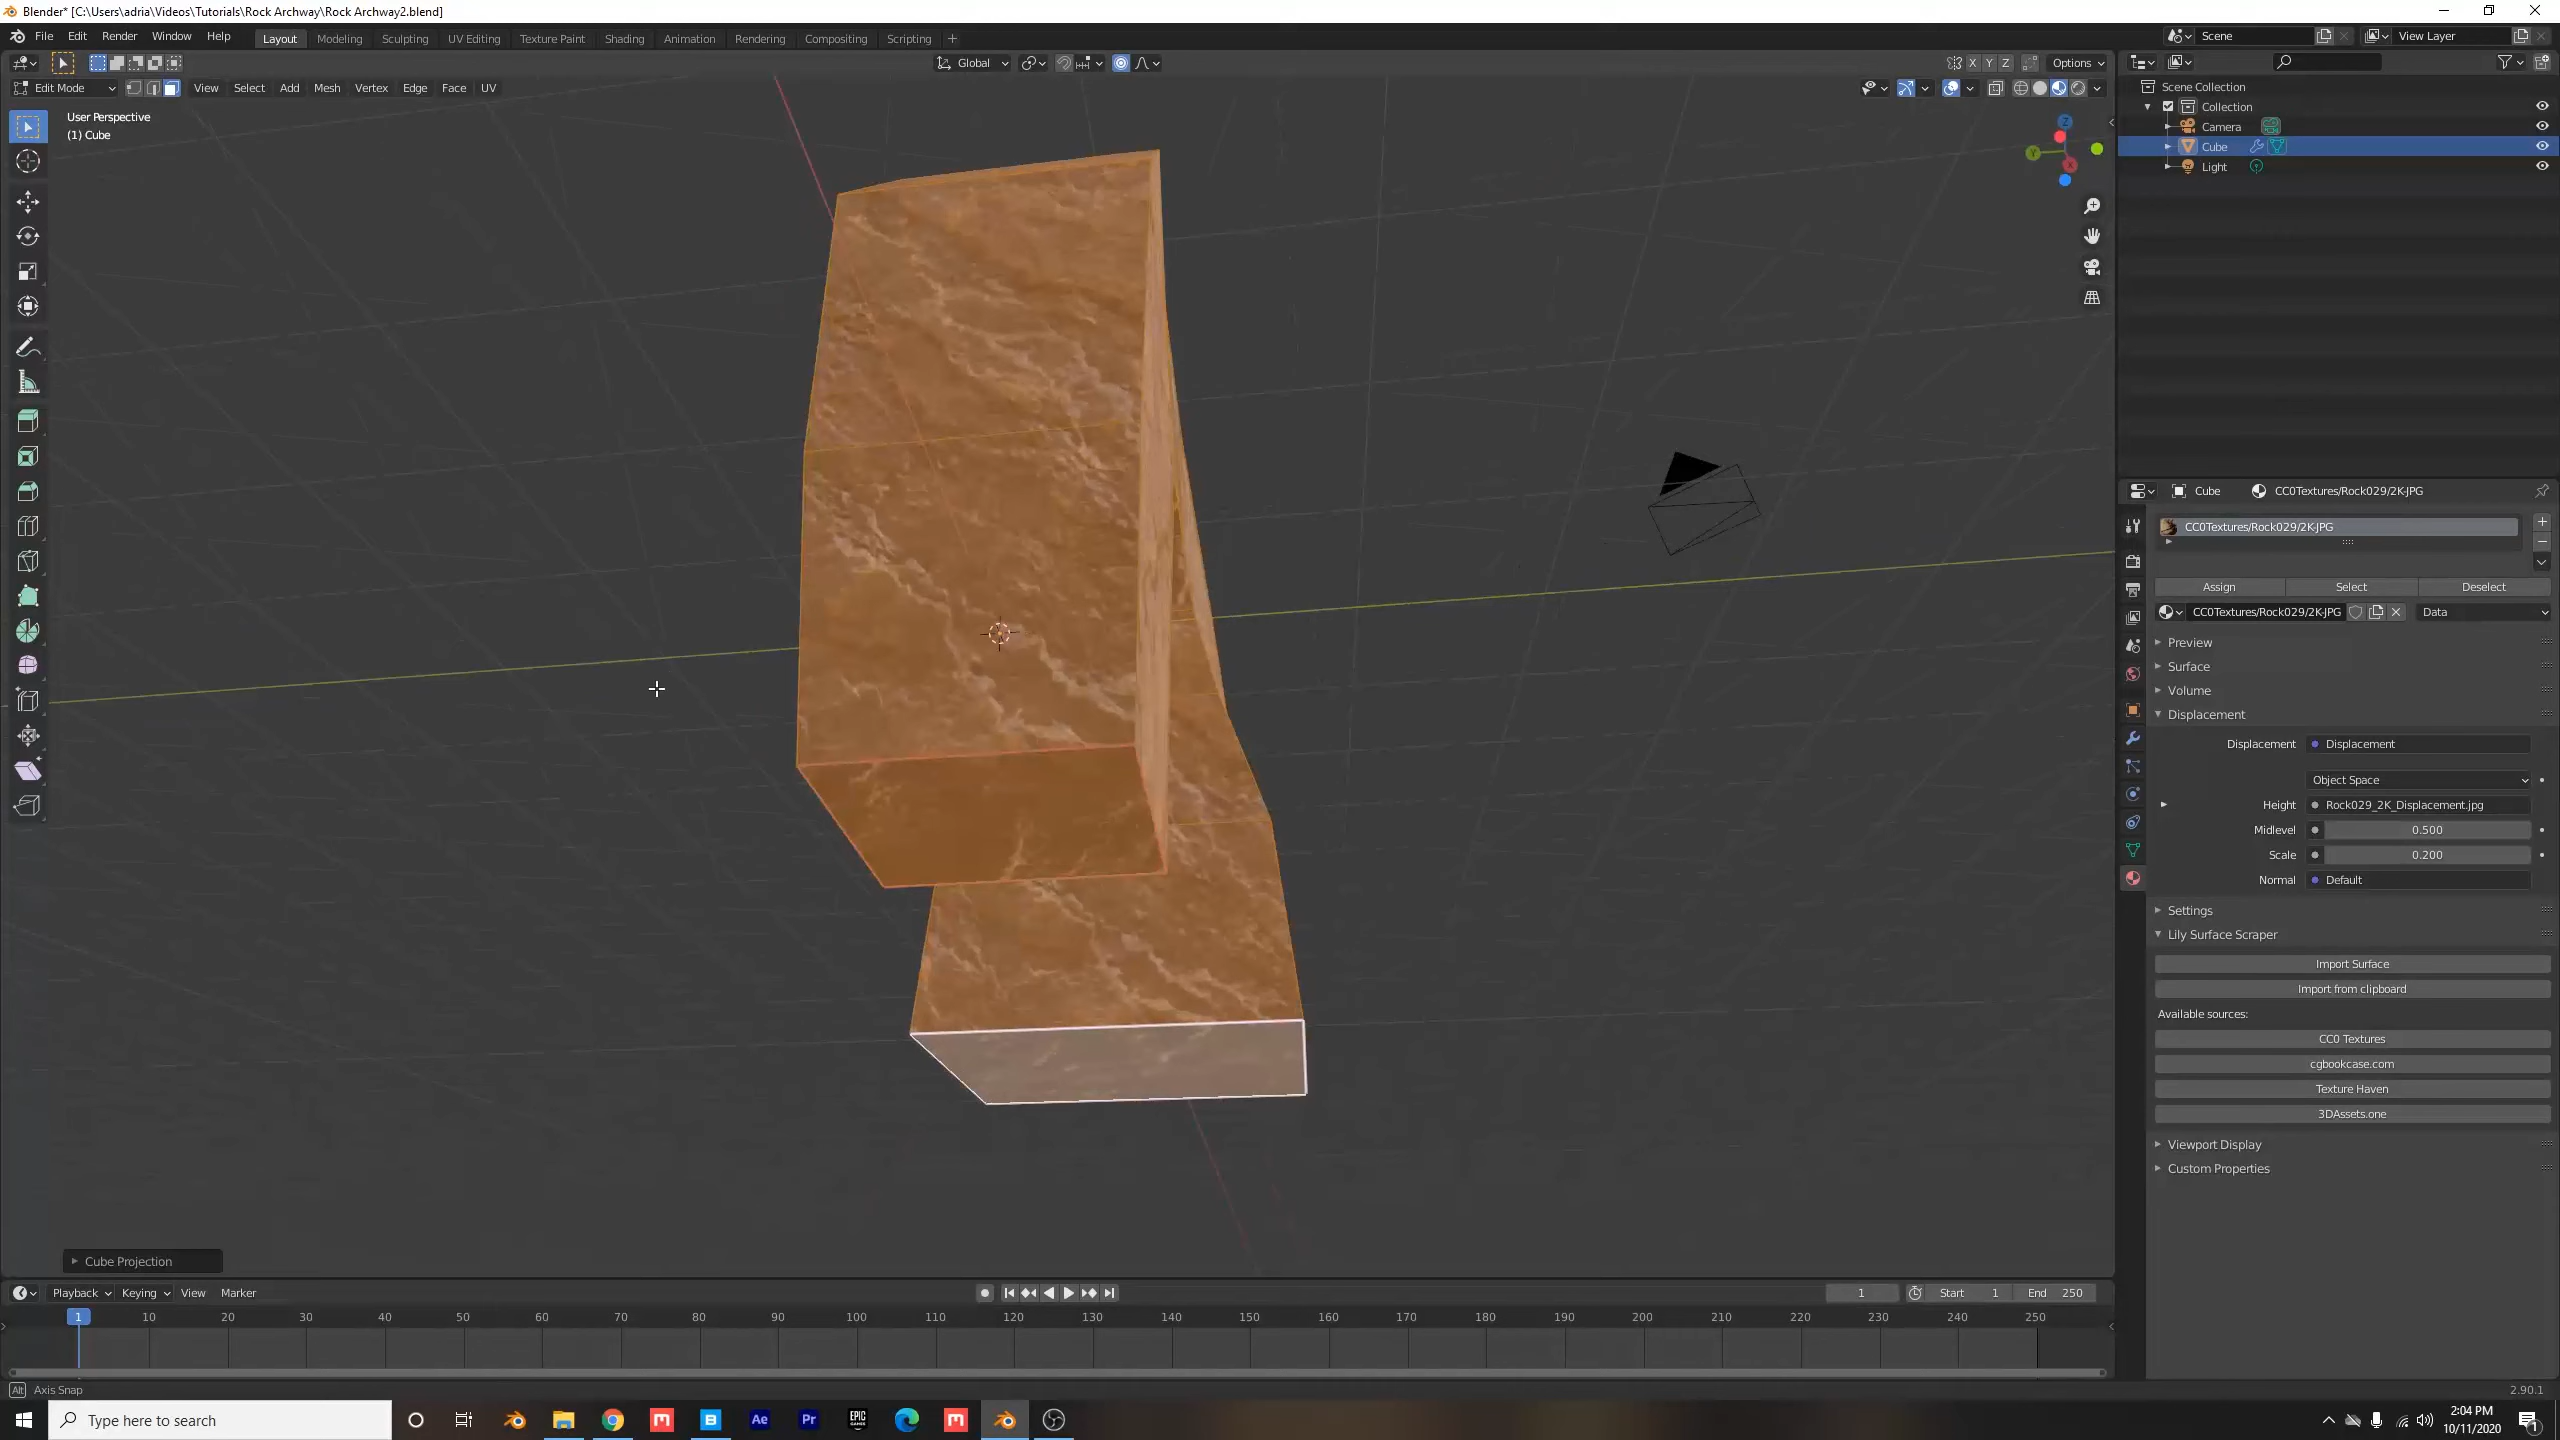 Blender* [C:\Users\adria\Videos\Tutorials\Rock Archway\Rock Archway2.blend]
File Edit Render Window Help Layout Modeling Sculpting UV Editing Texture Paint Shading Animation Rendering Compositing Scripting + Scene View Layer
Global X Y Z Options
Edit Mode View Select Add Mesh Vertex Edge Face UV
User Perspective
(1) Cube
Z
Y
X
Scene Collection
Collection
Camera
Cube
Light
Cube CC0Textures/Rock029/2K-JPG
CC0Textures/Rock029/2K-JPG
Assign Select Deselect
CC0Textures/Rock029/2K-JPG Data
Preview
Surface
Volume
Displacement
Displacement Displacement
Object Space
Height Rock029_2K_Displacement.jpg
Midlevel 0.500
Scale 0.200
Normal Default
Settings
Lily Surface Scraper
Import Surface
Import from clipboard
Available sources:
CC0 Textures
cgbookcase.com
Texture Haven
3DAssets.one
Viewport Display
Custom Properties
Cube Projection
Playback Keying View Marker 1 Start 1 End 250
1 10 20 30 40 50 60 70 80 90 100 110 120 130 140 150 160 170 180 190 200 210 220 230 240 250
Alt Axis Snap 2.90.1
Type here to search Ae Pr EPIC GAMES 2:04 PM
10/11/2020